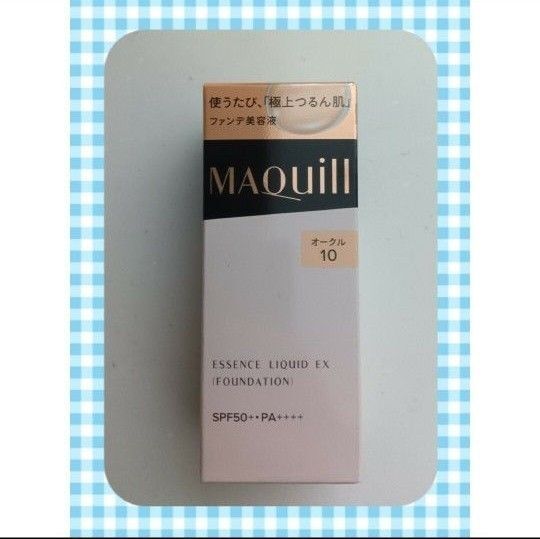 使うたび、「極上つるん肌」
ファンデ美容液
MAQuill
オークル
10
ESSENCE LIQUID EX
(FOUNDATION)
SPF50+・PA++++